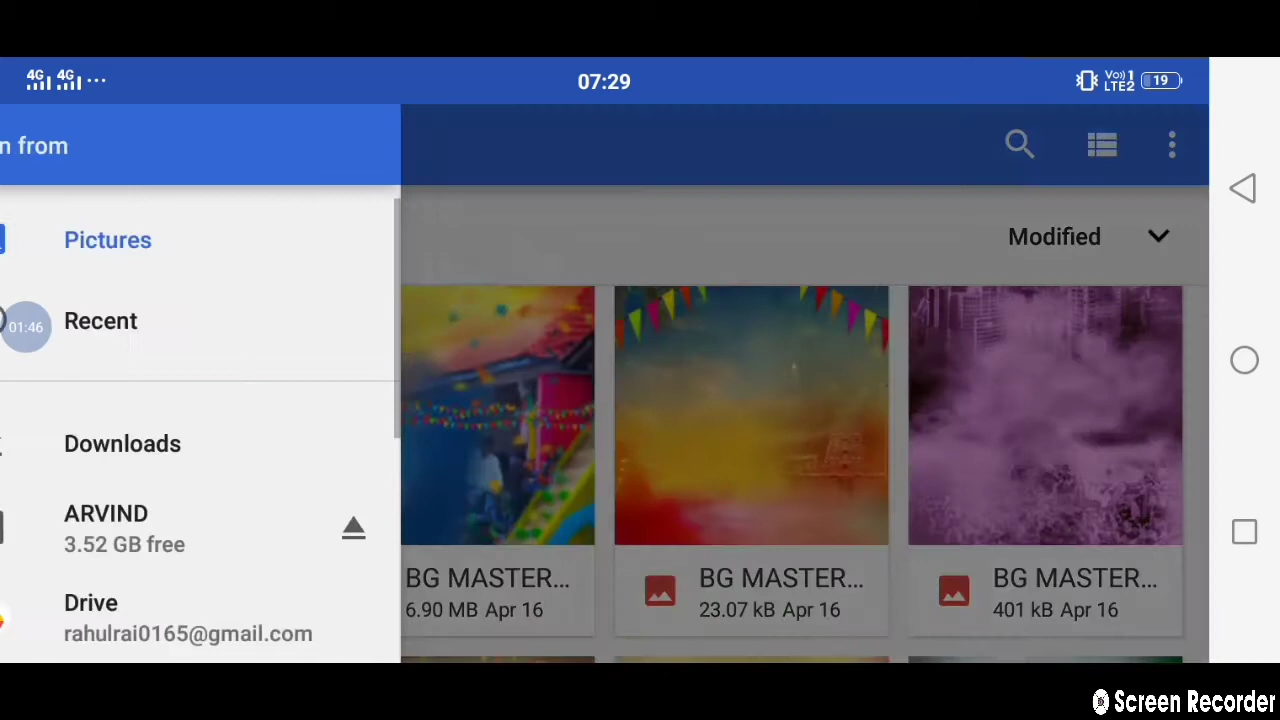 4G 4G
07:29
Vo)) 1
LTE2
19
n from
Pictures
01:46
Recent
Modified
Downloads
ARVIND
3.52 GB free
Drive
rahulrai0165@gmail.com
BG MASTER...
6.90 MB Apr 16
BG MASTER...
23.07 kB Apr 16
BG MASTER...
401 kB Apr 16
Screen Recorder